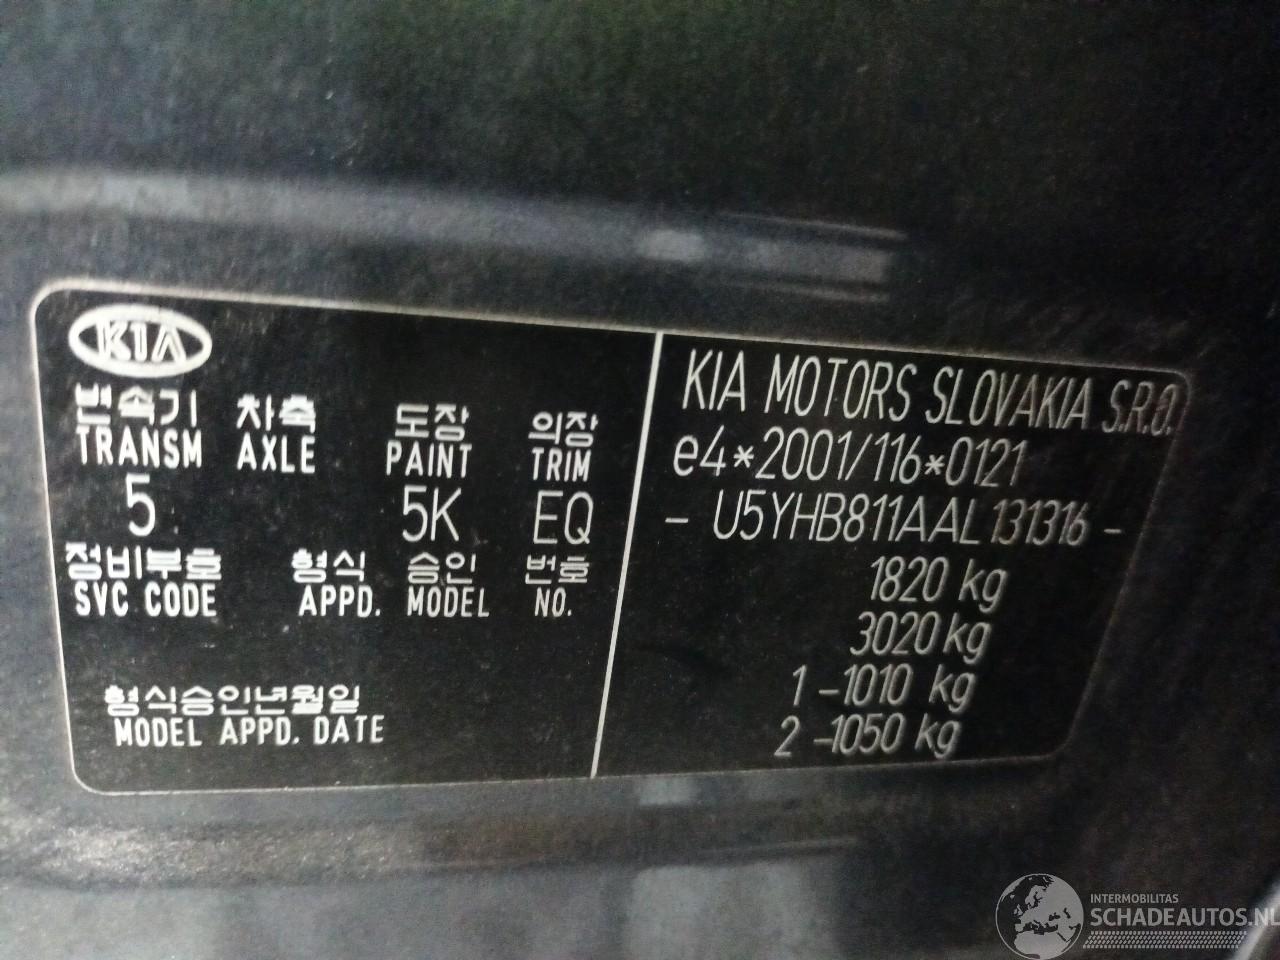 KIA
변속기 차축 도장 의장
TRANSM AXLE PAINT TRIM
5 5K EQ
정비부호 형식 승인 번호
SVC CODE APPD. MODEL NO.
형식승인년월일
MODEL APPD. DATE
KIA MOTORS SLOVAKIA S.R.O.
e4*2001/116*0121
- U5YHB811AAL131316 -
1820 kg
3020 kg
1 -1010 kg
2 -1050 kg
INTERMOBILITAS
SCHADEAUTOS.NL